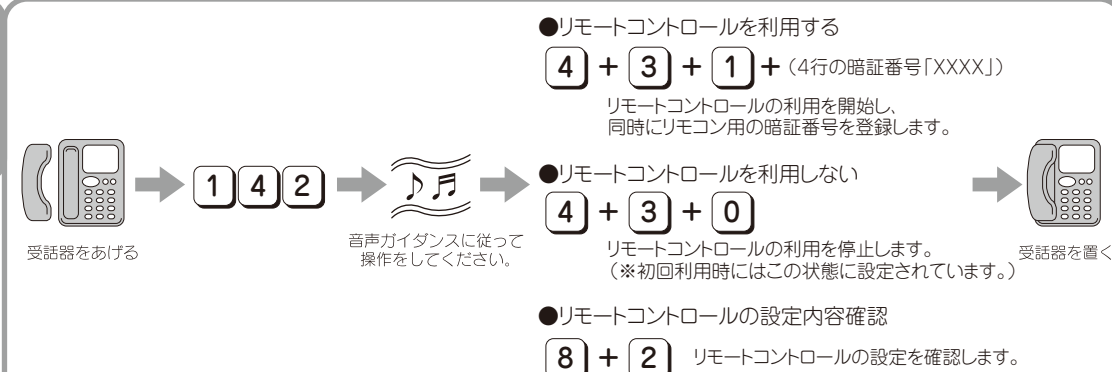 受話器をあげる
1 4 2
音声ガイダンスに従って
操作をしてください。
●リモートコントロールを利用する
4 + 3 + 1 + (4行の暗証番号「XXXX」)
リモートコントロールの利用を開始し、
同時にリモコン用の暗証番号を登録します。
●リモートコントロールを利用しない
4 + 3 + 0
リモートコントロールの利用を停止します。
(※初回利用時にはこの状態に設定されています。)
●リモートコントロールの設定内容確認
8 + 2 リモートコントロールの設定を確認します。
受話器を置く